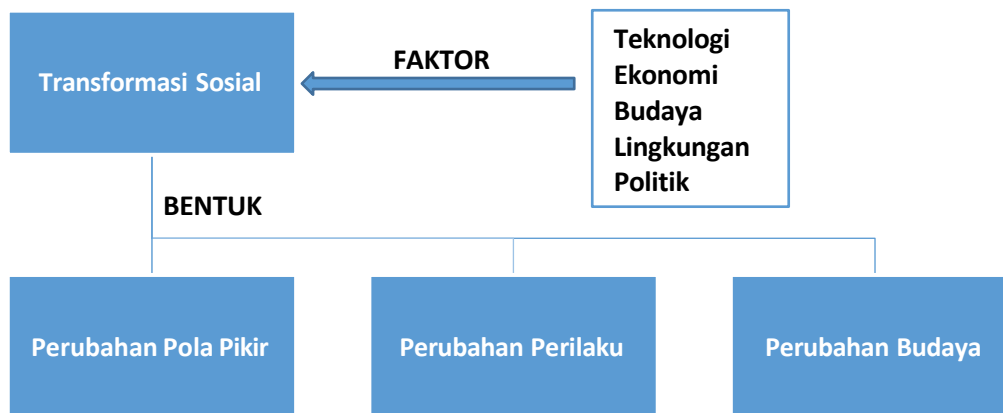 Transformasi Sosial
FAKTOR
Teknologi
Ekonomi
Budaya
Lingkungan
Politik
BENTUK
Perubahan Pola Pikir
Perubahan Perilaku
Perubahan Budaya